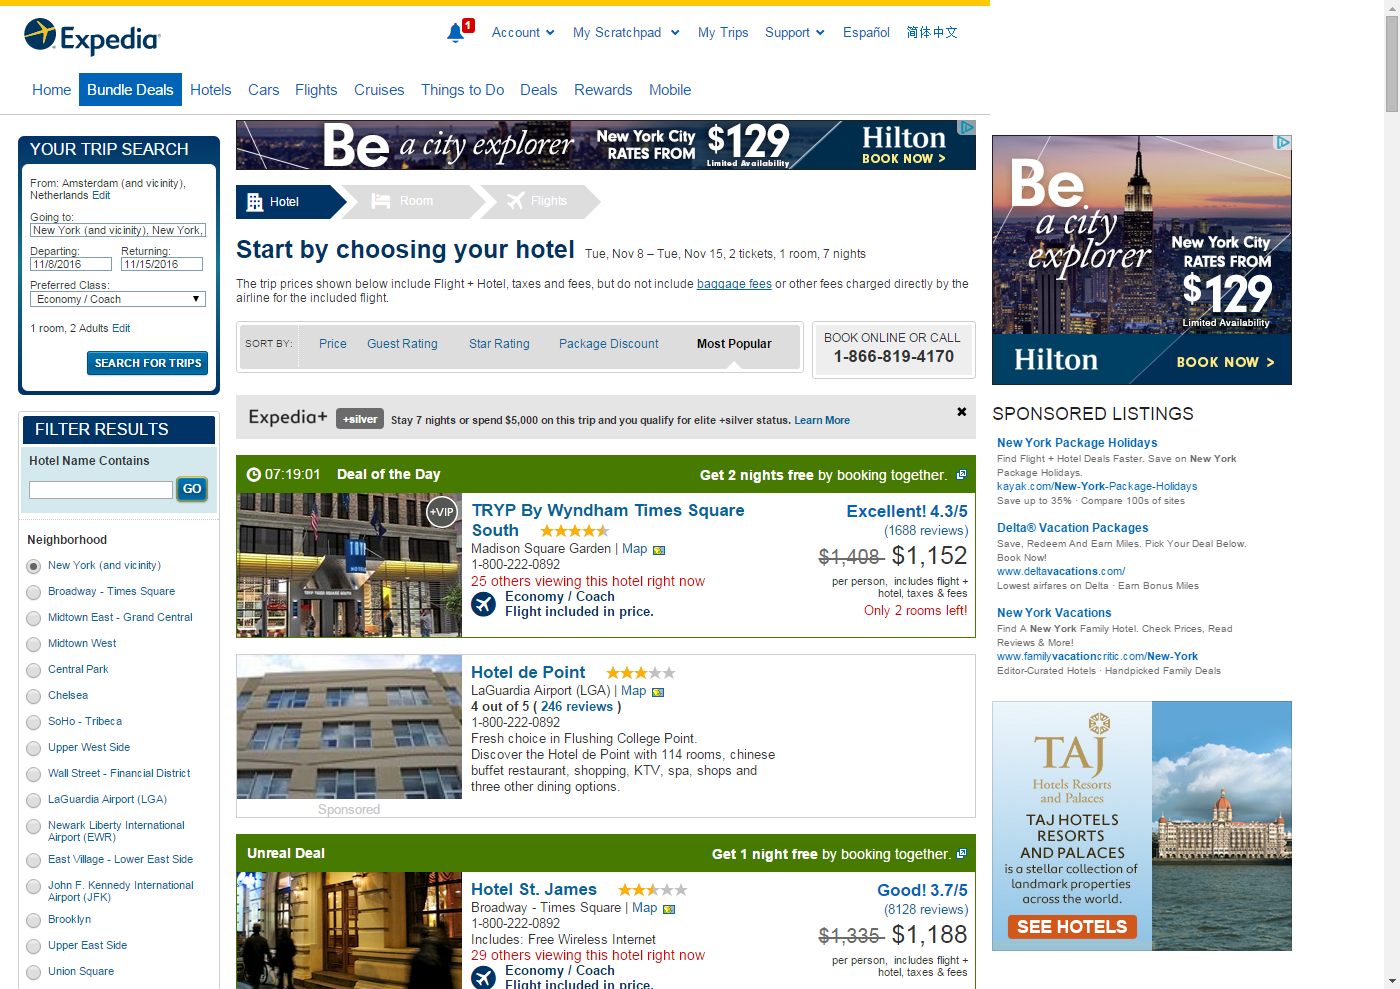 Expedia
1
Account
My Scratchpad
My Trips
Support
Español
简体中文
Home
Bundle Deals
Hotels
Cars
Flights
Cruises
Things to Do
Deals
Rewards
Mobile
YOUR TRIP SEARCH
From: Amsterdam (and vicinity),
Netherlands Edit
Going to:
New York (and vicinity), New York,
Departing:
Returning:
11/8/2016
11/15/2016
Preferred Class:
Economy / Coach
1 room, 2 Adults Edit
SEARCH FOR TRIPS
FILTER RESULTS
Hotel Name Contains
GO
Neighborhood
New York (and vicinity)
Broadway - Times Square
Midtown East - Grand Central
Midtown West
Central Park
Chelsea
SoHo - Tribeca
Upper West Side
Wall Street - Financial District
LaGuardia Airport (LGA)
Newark Liberty International
Airport (EWR)
East Village - Lower East Side
John F. Kennedy International
Airport (JFK)
Brooklyn
Upper East Side
Union Square
Be a city explorer
New York City
RATES FROM
$129
Limited Availability
Hilton
BOOK NOW >
Hotel
Room
Flights
Start by choosing your hotel
Tue, Nov 8 – Tue, Nov 15, 2 tickets, 1 room, 7 nights
The trip prices shown below include Flight + Hotel, taxes and fees, but do not include baggage fees or other fees charged directly by the
airline for the included flight.
SORT BY:
Price
Guest Rating
Star Rating
Package Discount
Most Popular
BOOK ONLINE OR CALL
1-866-819-4170
Expedia+
+silver
Stay 7 nights or spend $5,000 on this trip and you qualify for elite +silver status. Learn More
07:19:01
Deal of the Day
Get 2 nights free by booking together.
+VIP
TRYP By Wyndham Times Square
South
Madison Square Garden | Map
1-800-222-0892
25 others viewing this hotel right now
Economy / Coach
Flight included in price.
Excellent! 4.3/5
(1688 reviews)
$1,408 $1,152
per person, includes flight +
hotel, taxes & fees
Only 2 rooms left!
Hotel de Point
LaGuardia Airport (LGA) | Map
4 out of 5 ( 246 reviews )
1-800-222-0892
Fresh choice in Flushing College Point.
Discover the Hotel de Point with 114 rooms, chinese
buffet restaurant, shopping, KTV, spa, shops and
three other dining options.
Sponsored
Unreal Deal
Get 1 night free by booking together.
Hotel St. James
Broadway - Times Square | Map
1-800-222-0892
Includes: Free Wireless Internet
29 others viewing this hotel right now
Economy / Coach
Flight included in price.
Good! 3.7/5
(8128 reviews)
$1,335 $1,188
per person, includes flight +
hotel, taxes & fees
Be
a city
explorer
New York City
RATES FROM
$129
Limited Availability
Hilton
BOOK NOW >
SPONSORED LISTINGS
New York Package Holidays
Find Flight + Hotel Deals Faster. Save on New York
Package Holidays.
kayak.com/New-York-Package-Holidays
Save up to 35% · Compare 100s of sites
Delta® Vacation Packages
Save, Redeem And Earn Miles. Pick Your Deal Below.
Book Now!
www.deltavacations.com/
Lowest airfares on Delta · Earn Bonus Miles
New York Vacations
Find A New York Family Hotel. Check Prices, Read
Reviews & More!
www.familyvacationcritic.com/New-York
Editor-Curated Hotels · Handpicked Family Deals
TAJ
Hotels Resorts
and Palaces
TAJ HOTELS
RESORTS
AND PALACES
is a stellar collection of
landmark properties
across the world.
SEE HOTELS